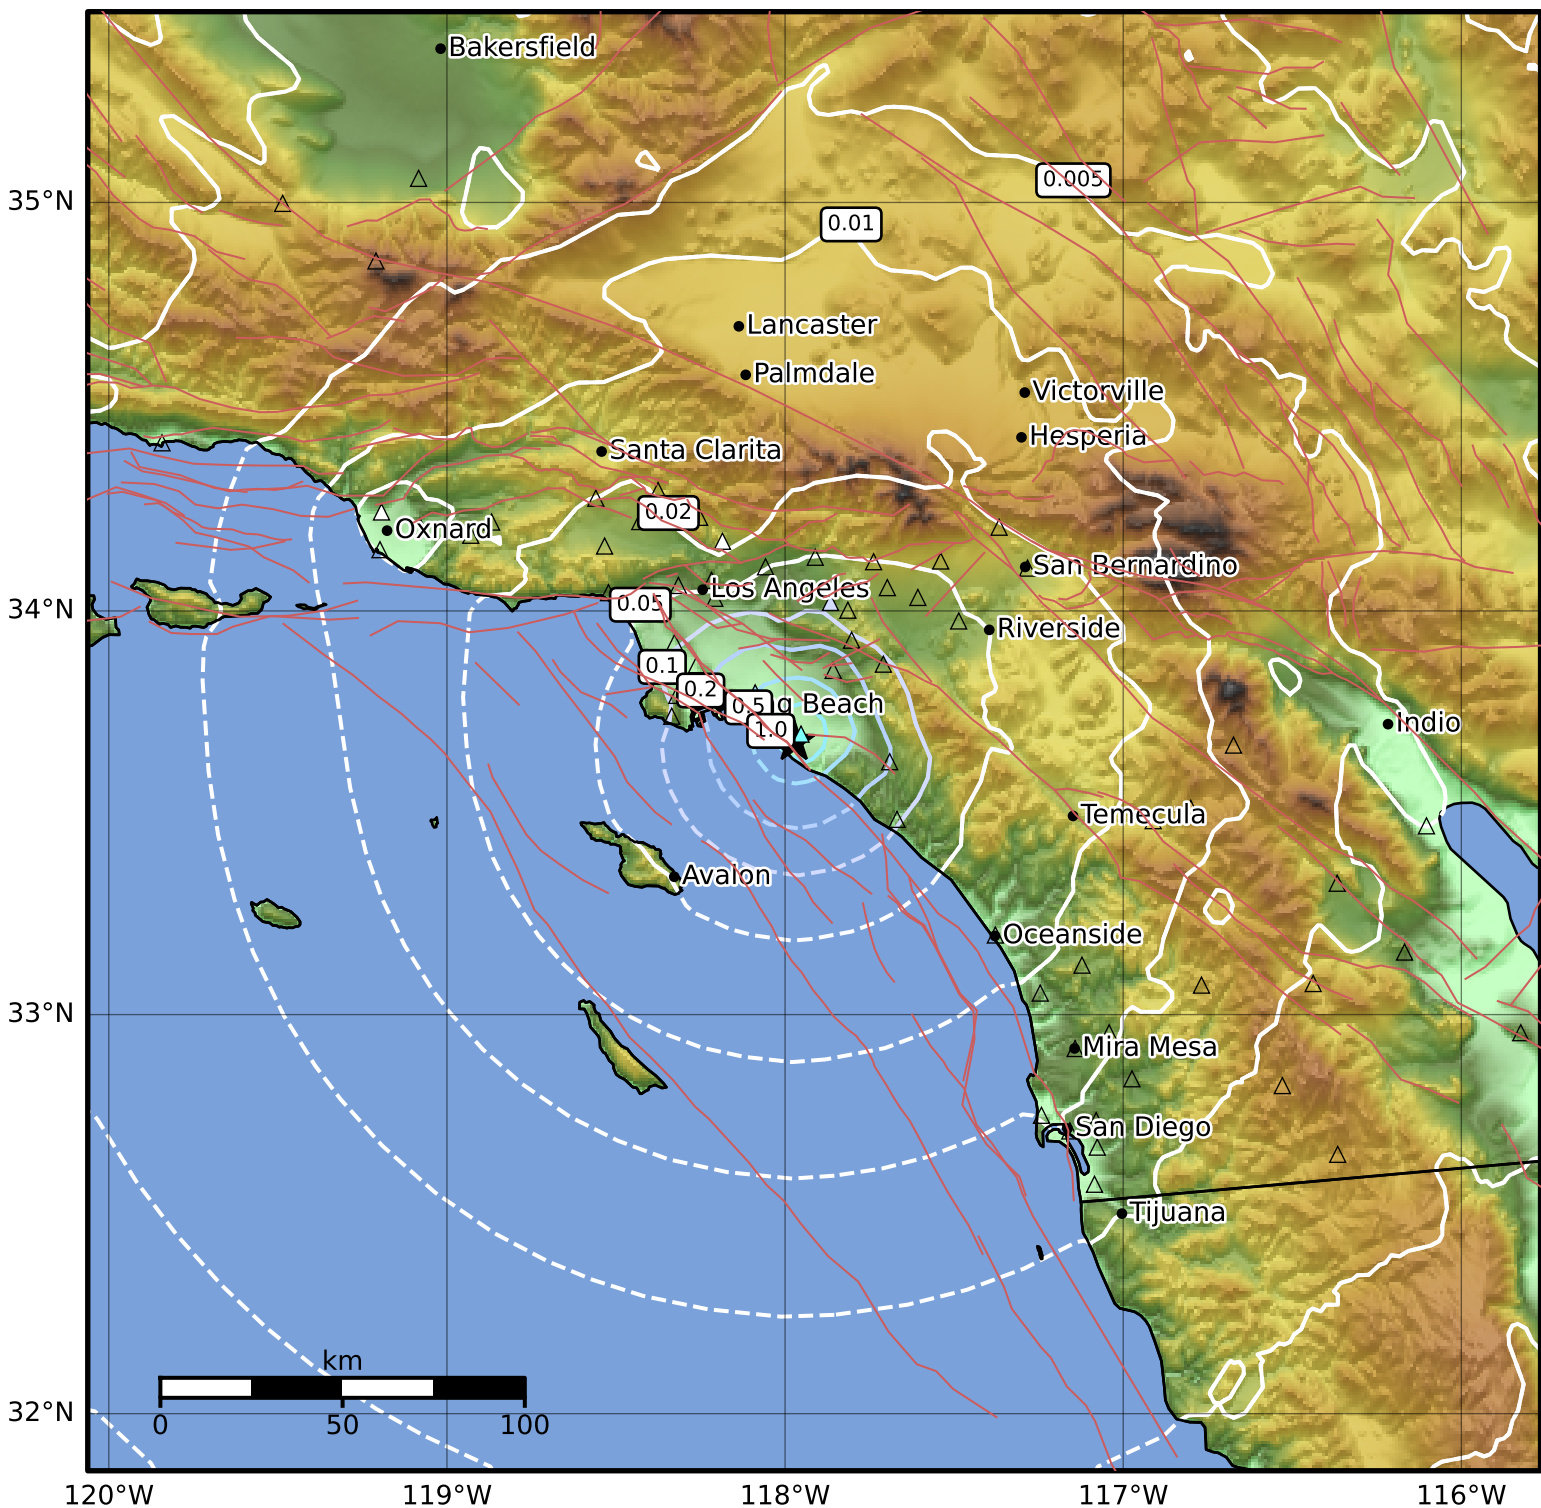 Bakersfield
35°N
0.005
0.01
Lancaster
Palmdale
Victorville
Hesperia
Santa Clarita
0.02
Oxnard
San Bernardino
Los Angeles
34°N
0.05
Riverside
0.1
0.2
0.5
g Beach
Indio
1.0
Temecula
Avalon
Oceanside
33°N
Mira Mesa
San Diego
Tijuana
km
0 50 100
32°N
120°W 119°W 118°W 117°W 116°W